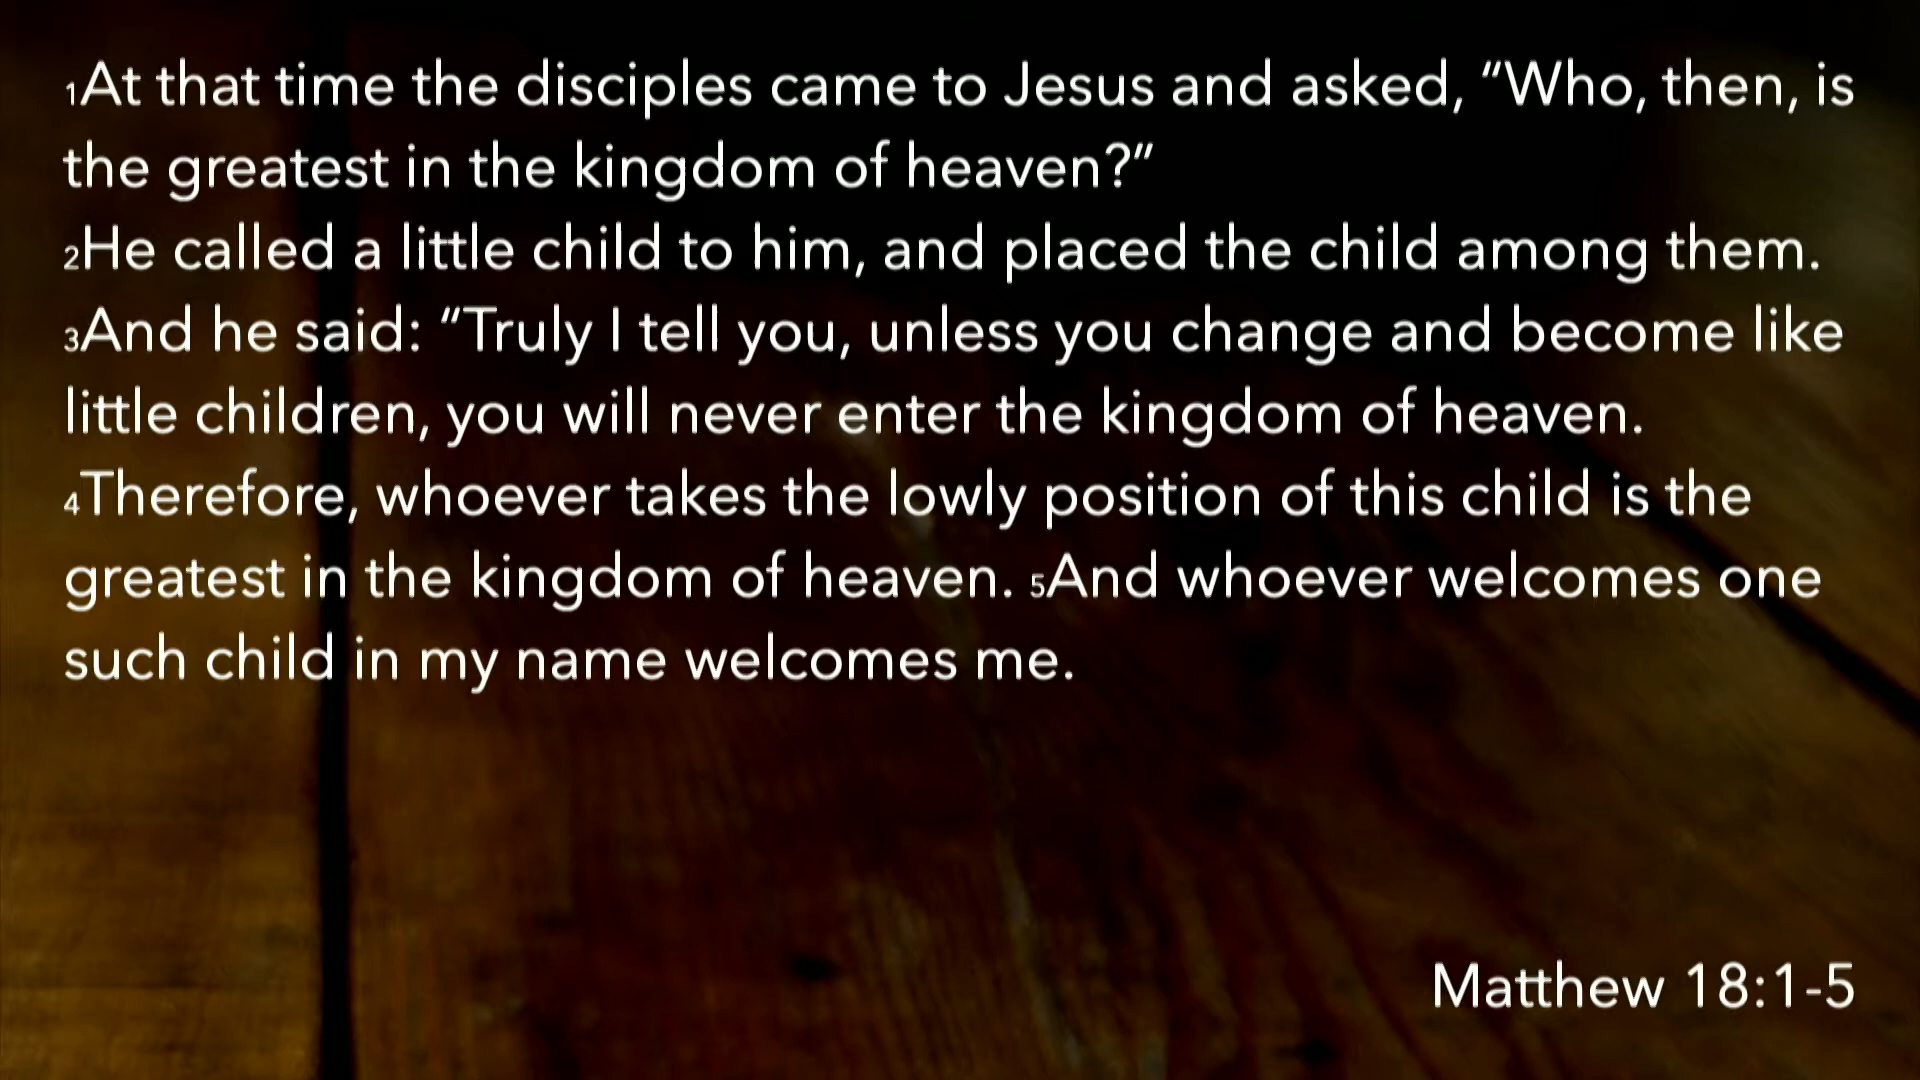 1At that time the disciples came to Jesus and asked, “Who, then, is
the greatest in the kingdom of heaven?”
2He called a little child to him, and placed the child among them.
3And he said: “Truly I tell you, unless you change and become like
little children, you will never enter the kingdom of heaven.
4Therefore, whoever takes the lowly position of this child is the
greatest in the kingdom of heaven. 5And whoever welcomes one
such child in my name welcomes me.
Matthew 18:1-5